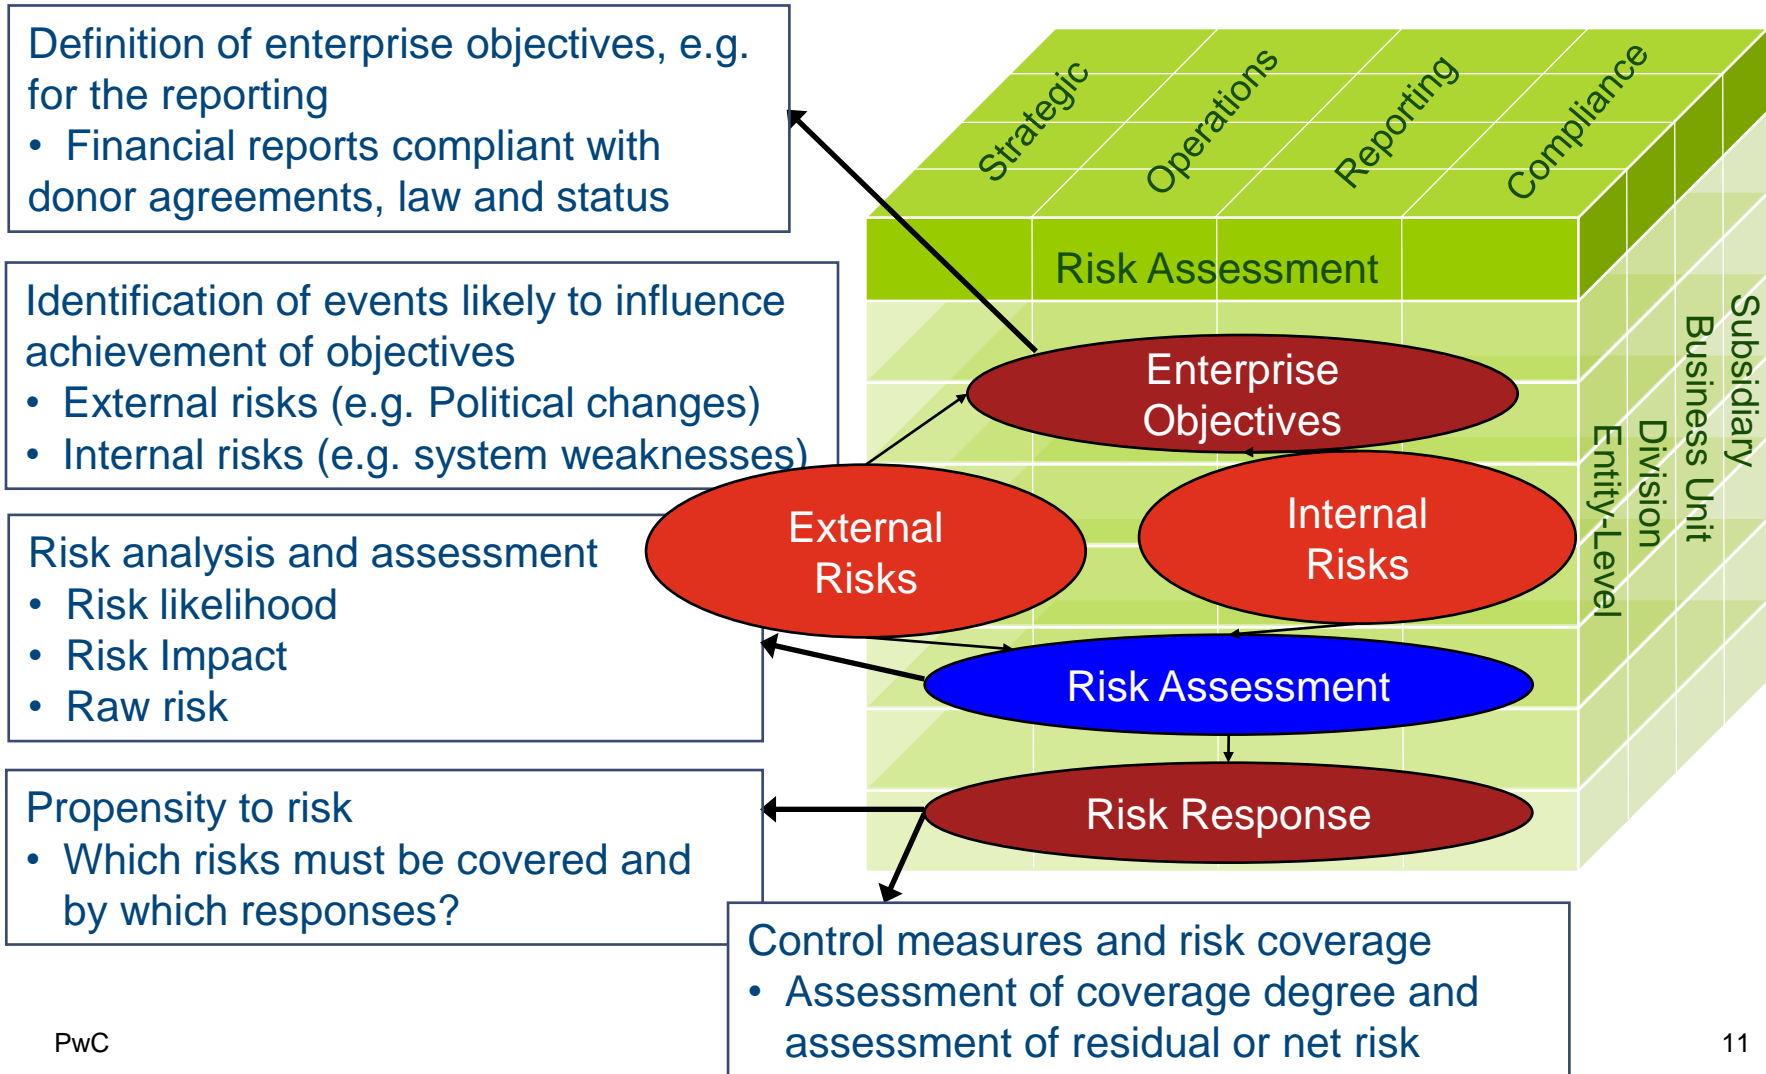 Definition of enterprise objectives, e.g.
for the reporting
• Financial reports compliant with
donor agreements, law and status
Identification of events likely to influence
achievement of objectives
• External risks (e.g. Political changes)
• Internal risks (e.g. system weaknesses)
Risk analysis and assessment
• Risk likelihood
• Risk Impact
• Raw risk
Propensity to risk
• Which risks must be covered and
by which responses?
Control measures and risk coverage
• Assessment of coverage degree and
assessment of residual or net risk
Strategic
Operations
Reporting
Compliance
Risk Assessment
Enterprise
Objectives
External
Risks
Internal
Risks
Risk Assessment
Risk Response
Entity-Level
Division
Business Unit
Subsidiary
PwC
11